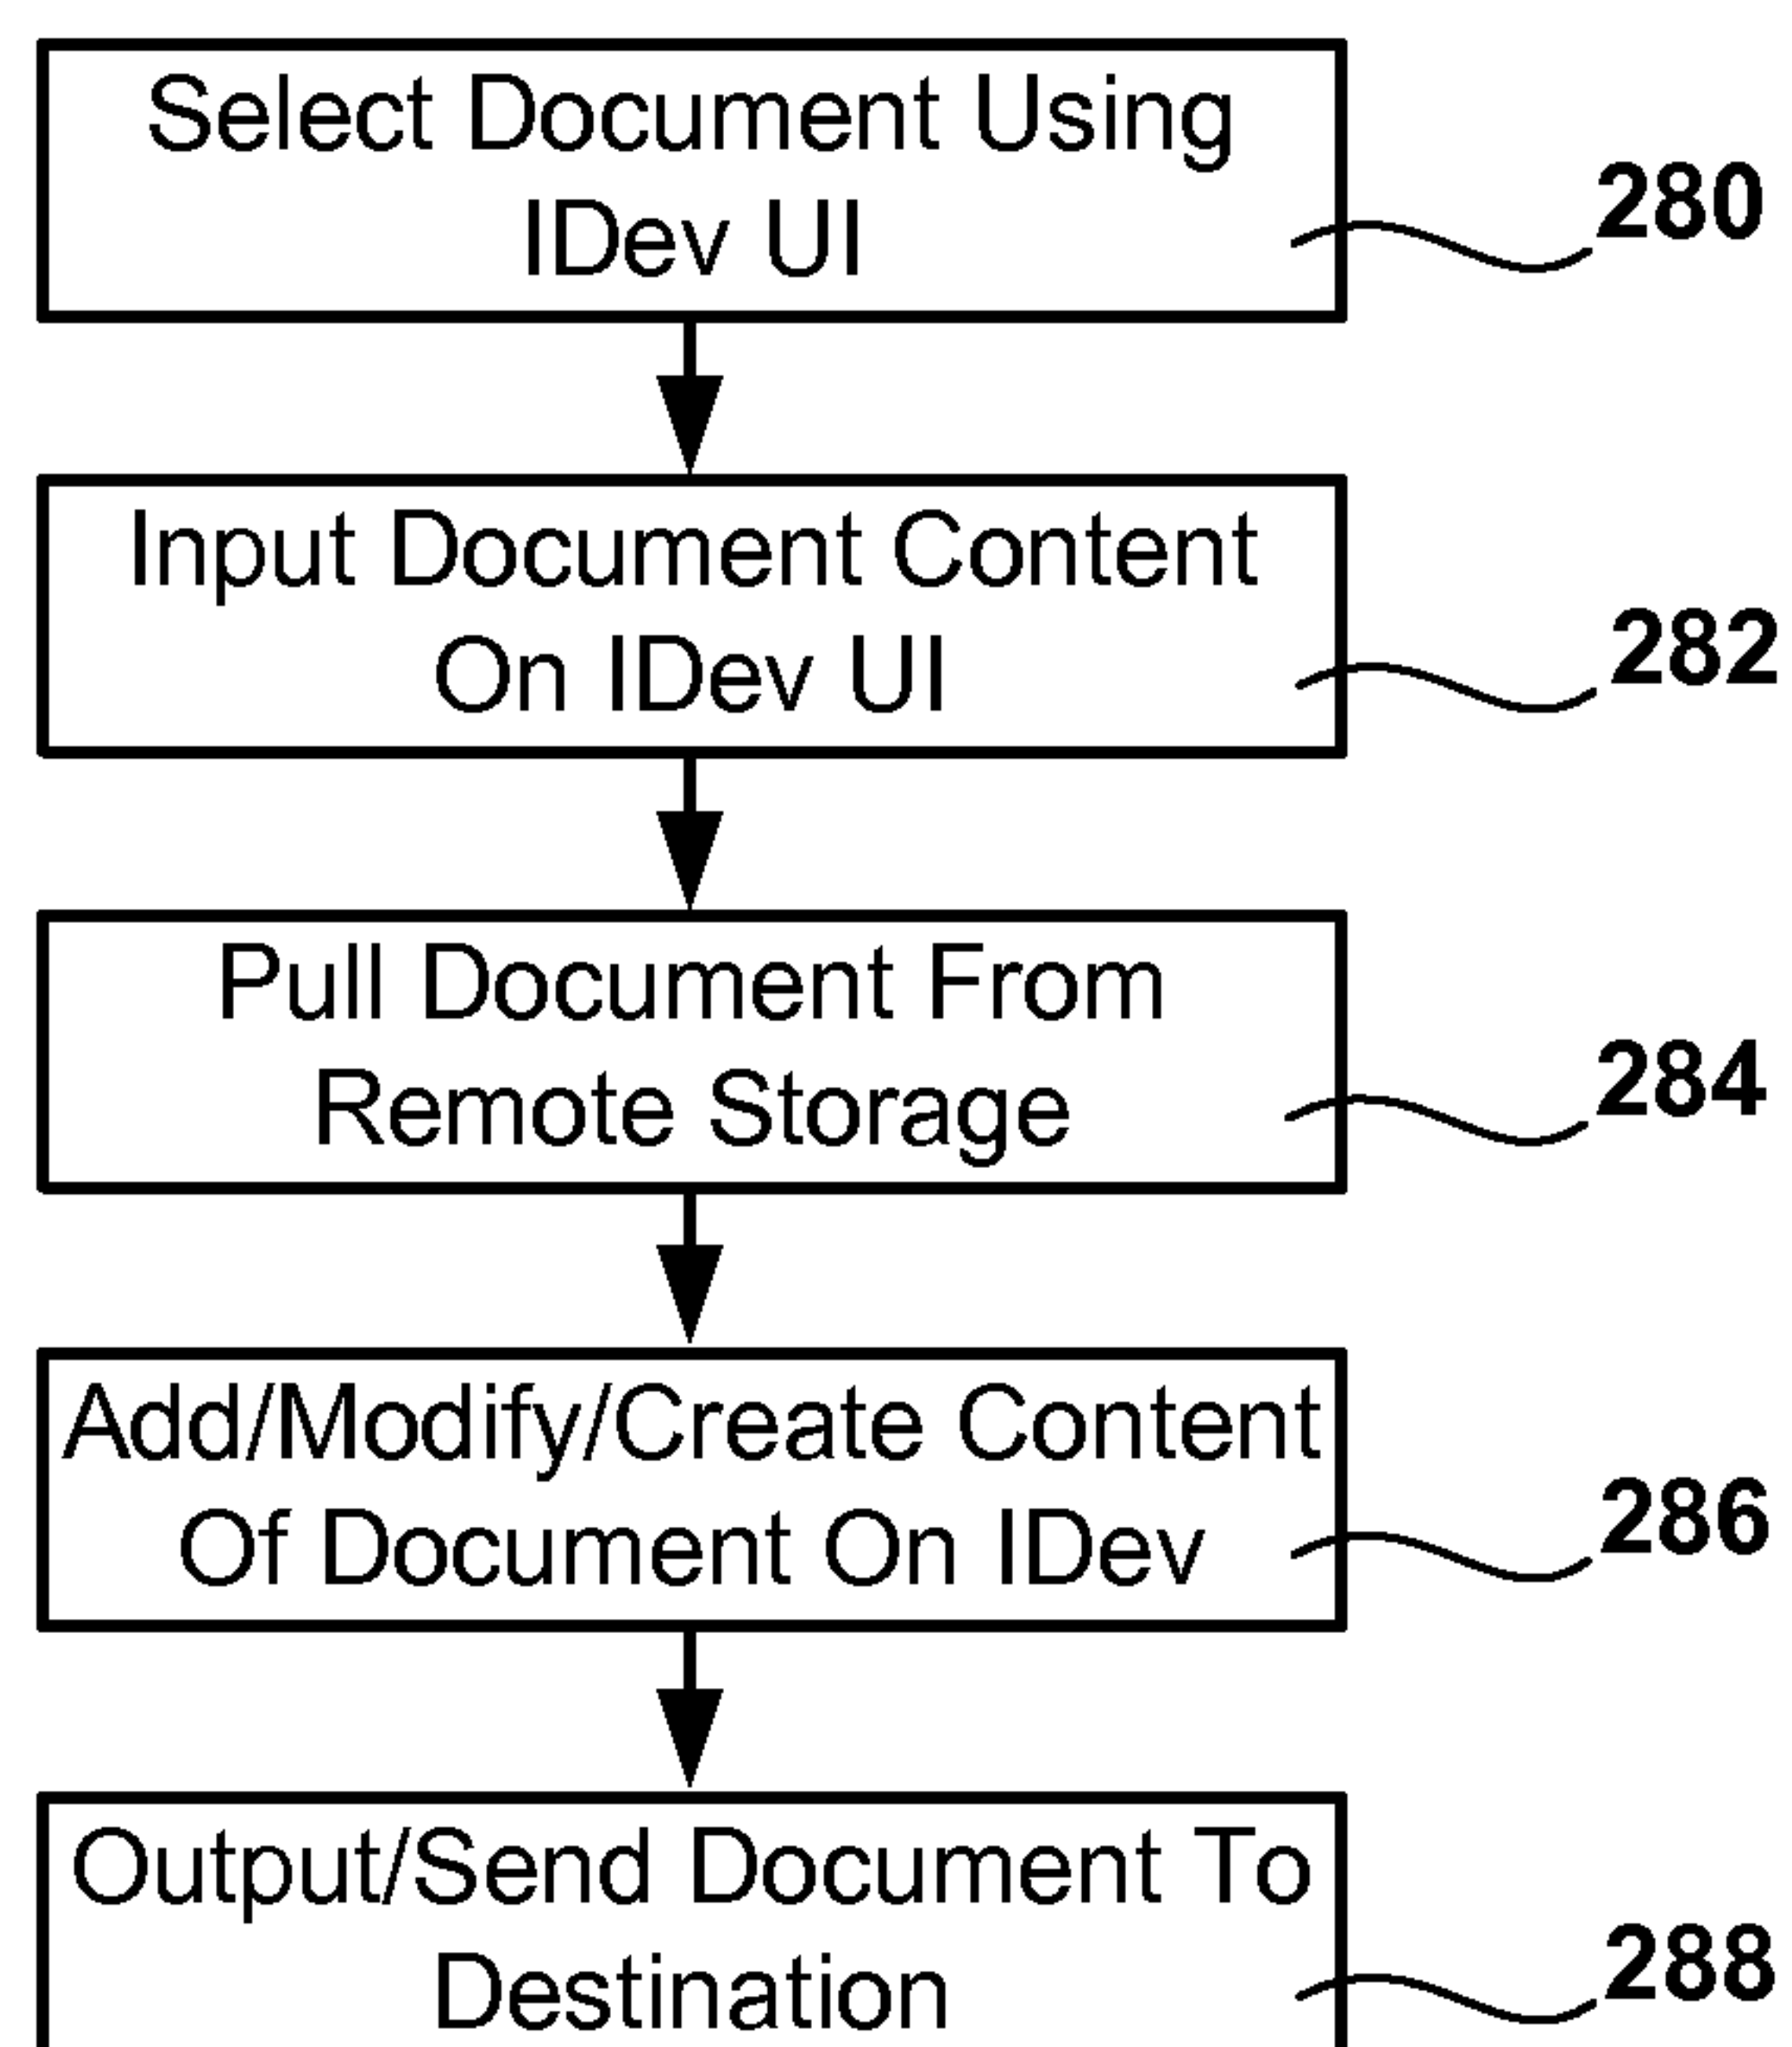 Select Document Using
IDev UI
280
Input Document Content
On IDev UI
282
Pull Document From
Remote Storage
284
Add/Modify/Create Content
Of Document On IDev
286
Output/Send Document To
Destination
288